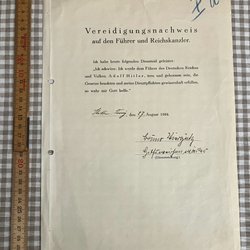 Vereidigungsnachweis
auf den Führer und Reichskanzler.
Ich habe heute folgenden Diensteid geleistet:
"Ich schwöre: Ich werde dem Führer des Deutschen Reiches
und Volkes, Adolf Hitler, treu und gehorsam sein, die
Gesetze beachten und meine Dienstpflichten gewissenhaft erfüllen,
so wahr mir Gott helfe."
den 27. August 1934.